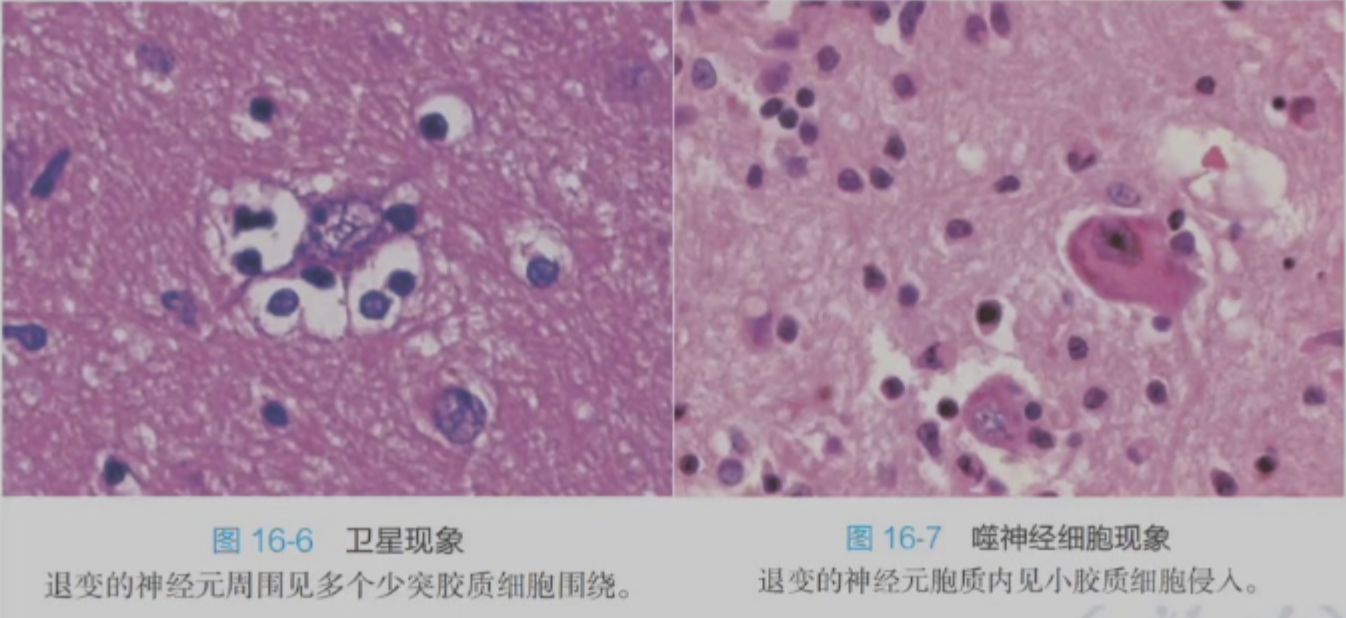 图 16-6 卫星现象
退变的神经元周围见多个少突胶质细胞围绕。
图 16-7 噬神经细胞现象
退变的神经元胞质内见小胶质细胞侵入。